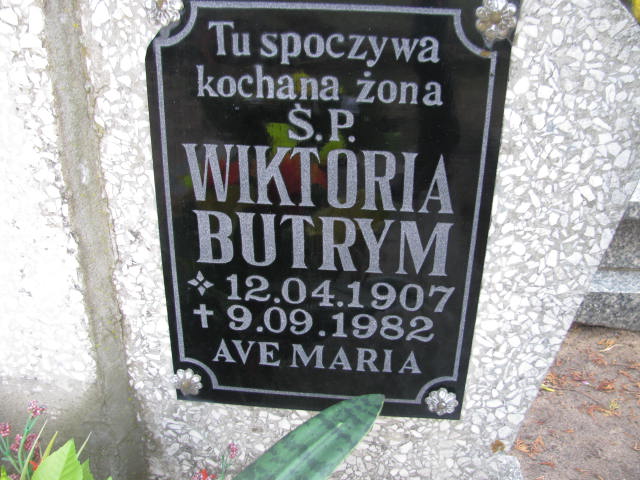 Tu spoczywa
kochana żona
Ś.P.
WIKTORIA
BUTRYM
12.04.1907
9.09.1982
AVE MARIA